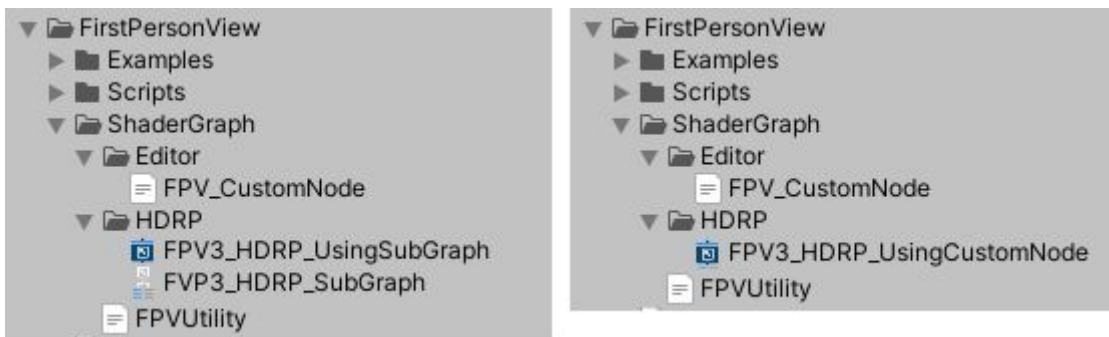 FirstPersonView
Examples
Scripts
ShaderGraph
Editor
FPV_CustomNode
HDRP
FPV3_HDRP_UsingSubGraph
FVP3_HDRP_SubGraph
FPVUtility
FirstPersonView
Examples
Scripts
ShaderGraph
Editor
FPV_CustomNode
HDRP
FPV3_HDRP_UsingCustomNode
FPVUtility